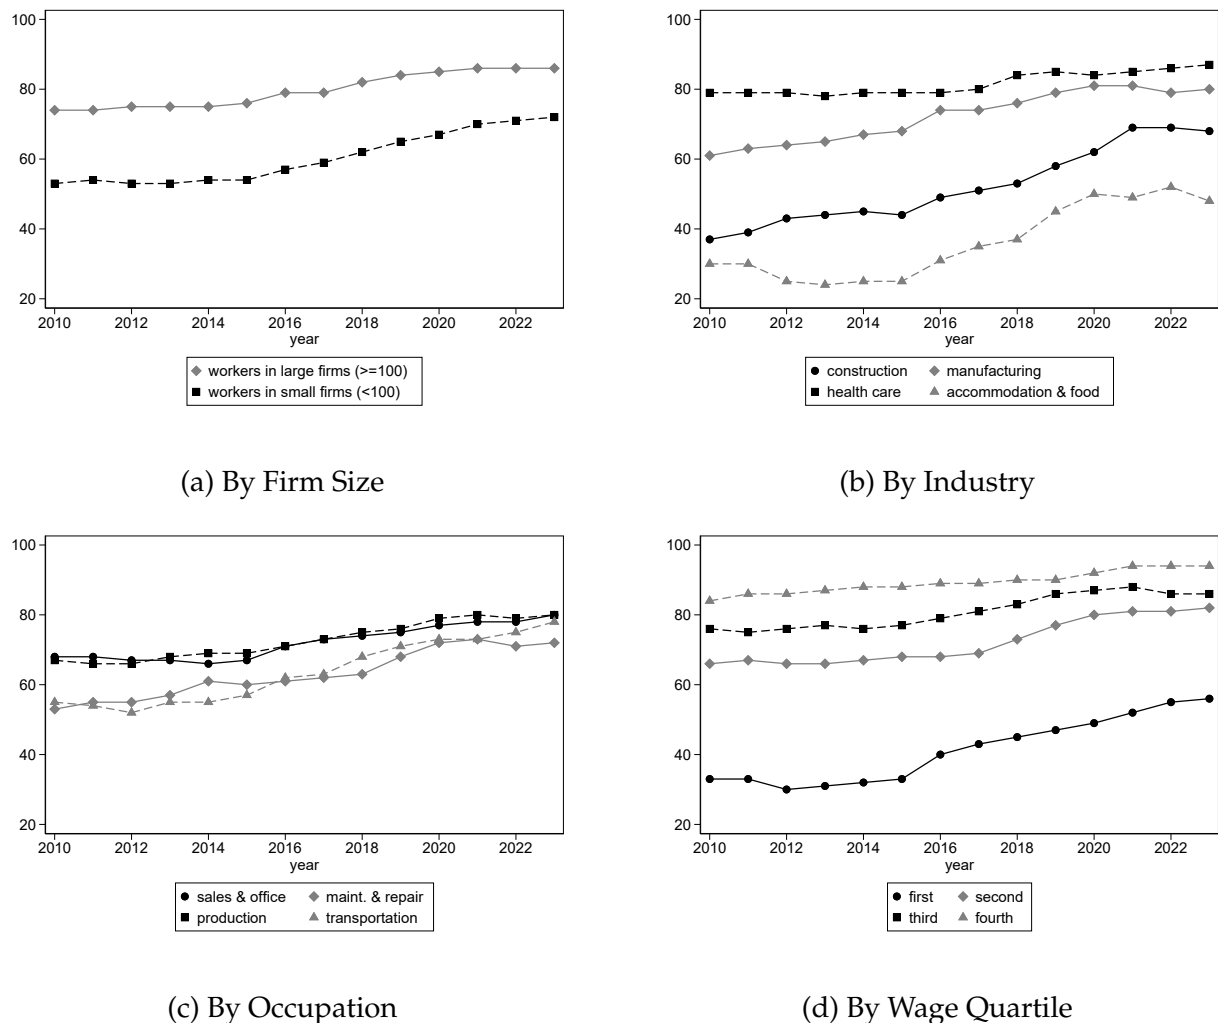 100
80
60
40
20
2010 2012 2014 2016 2018 2020 2022
year
workers in large firms (>=100)
workers in small firms (<100)
(a) By Firm Size
100
80
60
40
20
2010 2012 2014 2016 2018 2020 2022
year
construction manufacturing
health care accommodation & food
(b) By Industry
100
80
60
40
20
2010 2012 2014 2016 2018 2020 2022
year
sales & office maint. & repair
production transportation
(c) By Occupation
100
80
60
40
20
2010 2012 2014 2016 2018 2020 2022
year
first second
third fourth
(d) By Wage Quartile